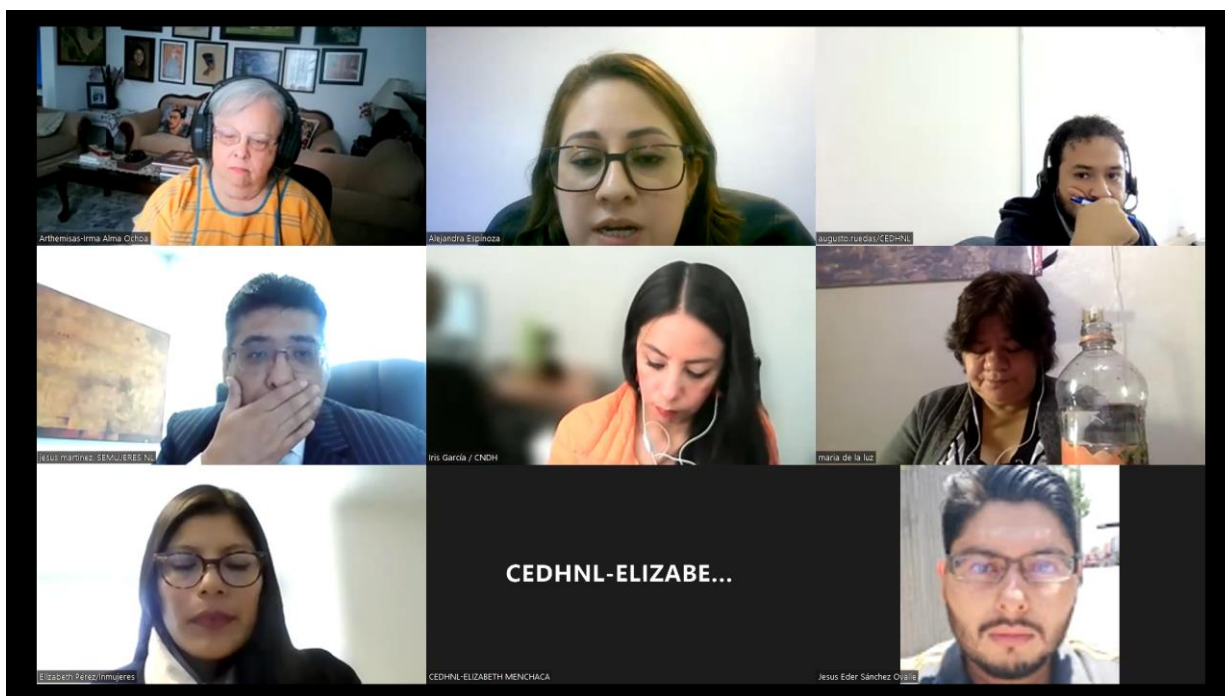 Arthemisas-Irma Alma Ochoa
Alejandra Espinoza
augusto.ruedas/CEDHNL
jesus martinez. SEMUJERES NL
Iris García / CNDH
maria de la luz
Elizabeth Pérez/Inmujeres
CEDHNL-ELIZABE...
CEDHNL-ELIZABETH MENCHACA
Jesus Eder Sánchez Ovalle